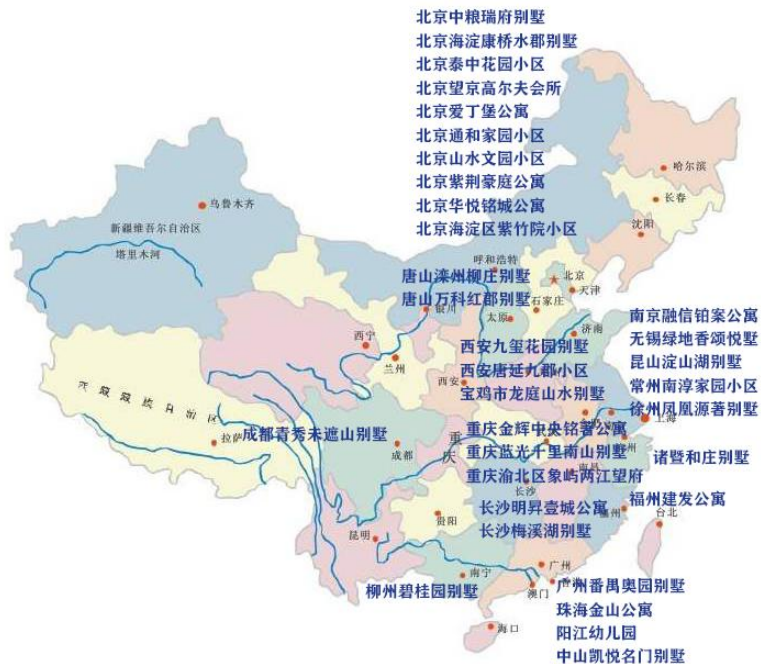 北京中粮瑞府别墅
北京海淀康桥水郡别墅
北京泰中花园小区
北京望京高尔夫会所
北京爱丁堡公寓
北京通和家园小区
北京山水文园小区
北京紫荆豪庭公寓
北京华悦铭城公寓
北京海淀区紫竹院小区
哈尔滨
长春
沈阳
乌鲁木齐
新疆维吾尔自治区
塔里木河
呼和浩特
北京
天津
唐山滦州柳庄别墅
唐山万科红郡别墅
银川
石家庄
太原
济南
西宁
兰州
西安
南京融信铂案公寓
无锡绿地香颂悦墅
昆山淀山湖别墅
常州南淳家园小区
徐州凤凰源著别墅
上海
西安九玺花园别墅
西安唐延九郡小区
宝鸡市龙庭山水别墅
西藏藏族自治区
拉萨
成都青秀未遮山别墅
成都
重庆
重庆金辉中央铭著公寓
重庆蓝光千里南山别墅
重庆渝北区象屿两江望府
杭州
南昌
诸暨和庄别墅
长沙
长沙明昇壹城公寓
长沙梅溪湖别墅
福州建发公寓
福州
台北
贵阳
昆明
南宁
柳州碧桂园别墅
广州
香港
澳门
海口
广州番禺奥园别墅
珠海金山公寓
阳江幼儿园
中山凯悦名门别墅